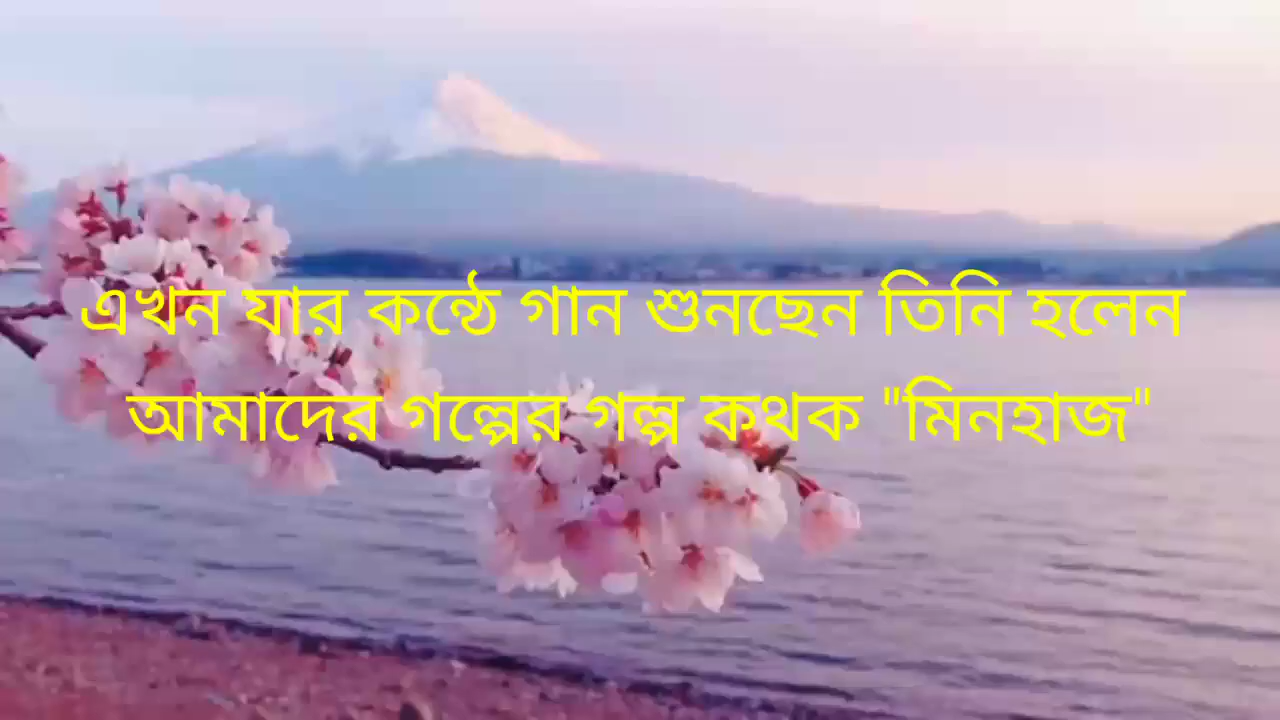 এখন যার কন্ঠে গান শুনছেন তিনি হলেন
আমাদের গল্পের গল্প কথক "মিনহাজ"